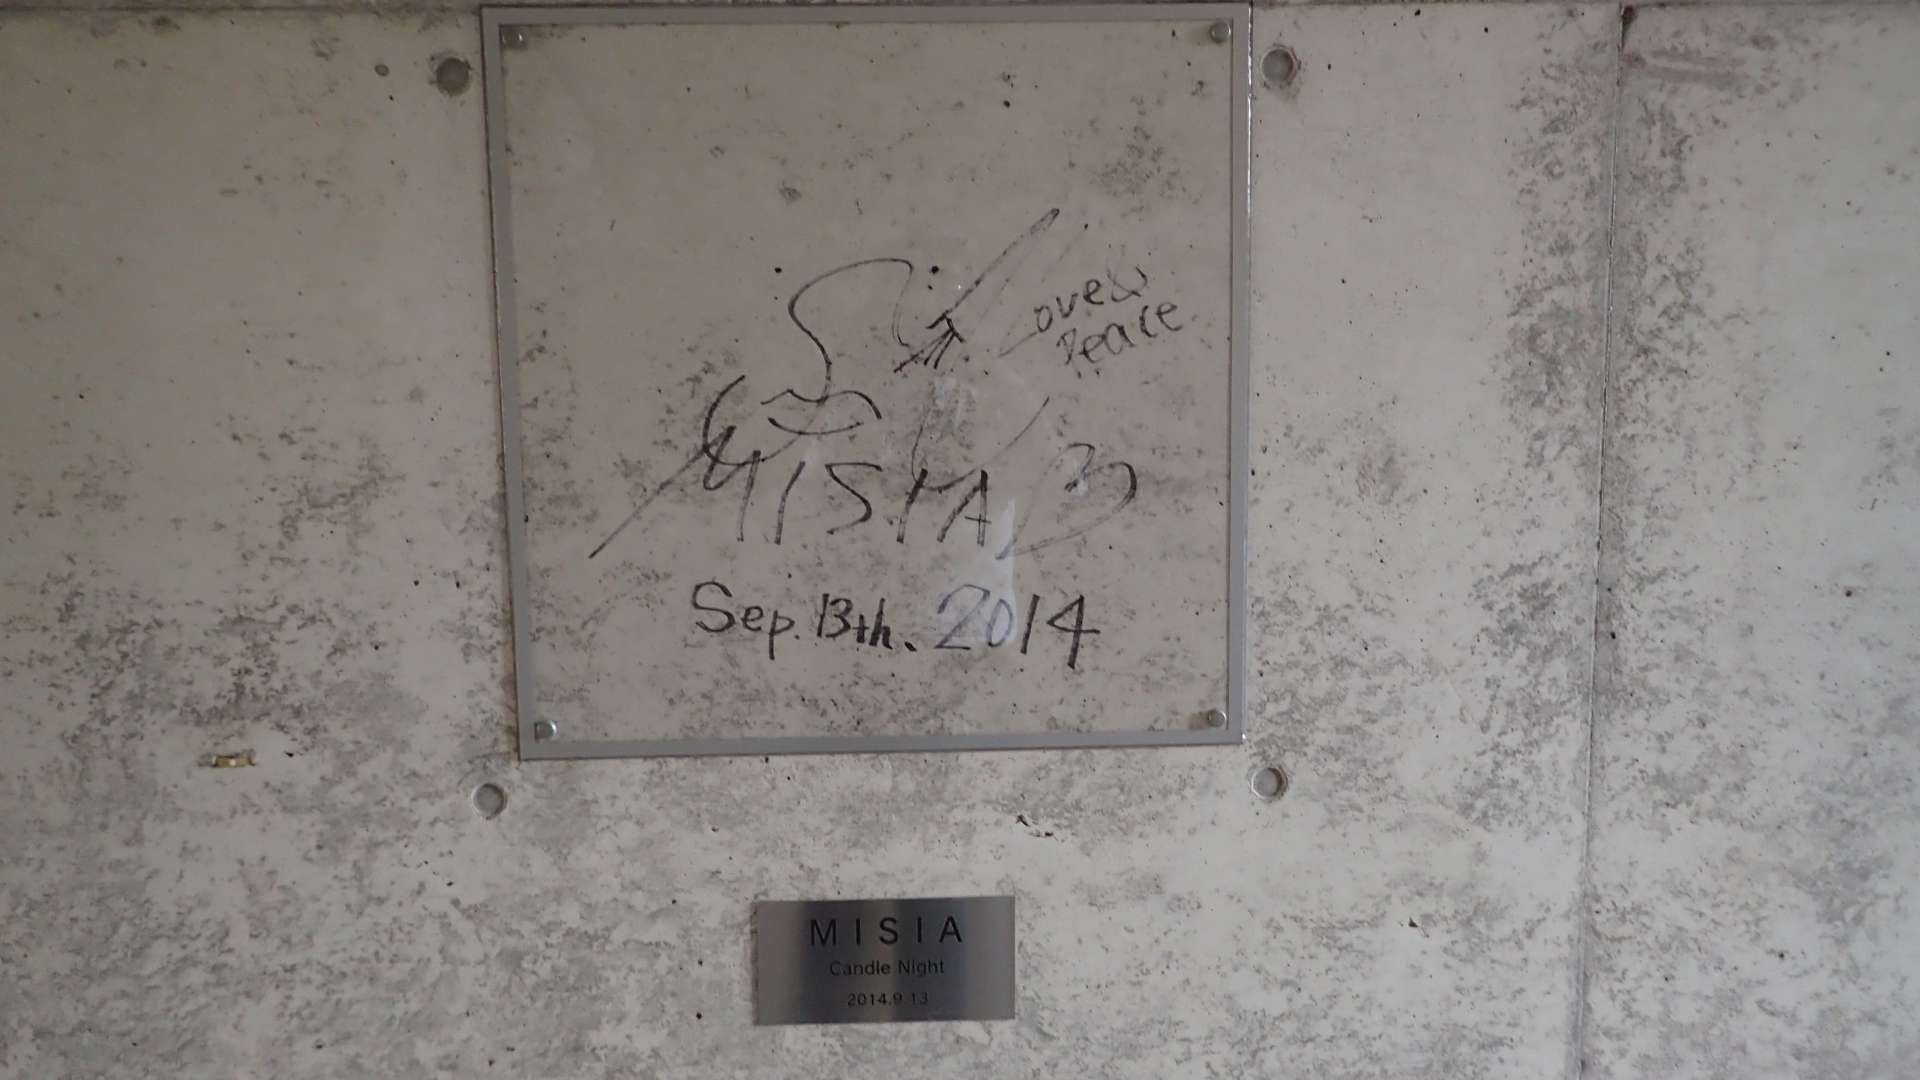 Love &
Peace
MISIA
Sep. 13th. 2014
MISIA
Candle Night
2014.9.13